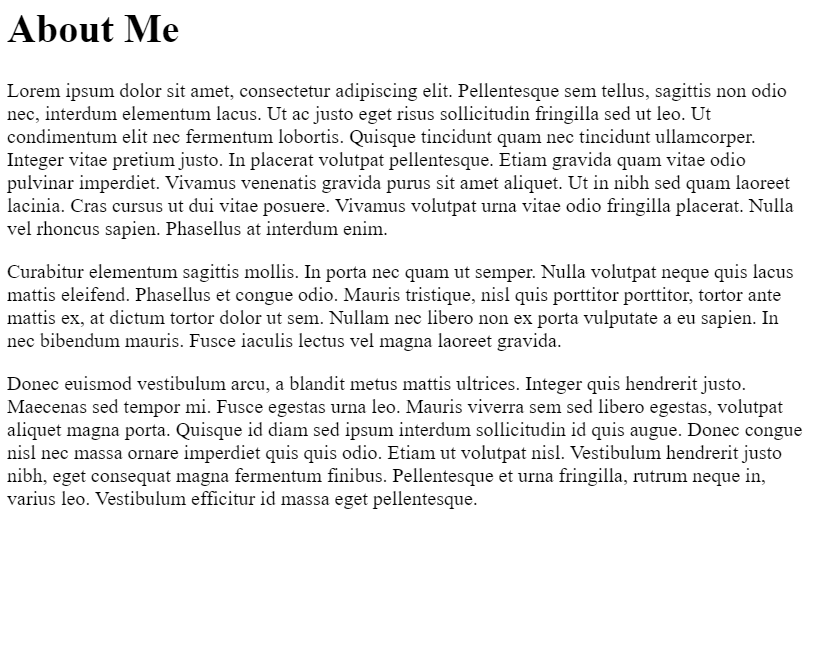 About Me
Lorem ipsum dolor sit amet, consectetur adipiscing elit. Pellentesque sem tellus, sagittis non odio
nec, interdum elementum lacus. Ut ac justo eget risus sollicitudin fringilla sed ut leo. Ut
condimentum elit nec fermentum lobortis. Quisque tincidunt quam nec tincidunt ullamcorper.
Integer vitae pretium justo. In placerat volutpat pellentesque. Etiam gravida quam vitae odio
pulvinar imperdiet. Vivamus venenatis gravida purus sit amet aliquet. Ut in nibh sed quam laoreet
lacinia. Cras cursus ut dui vitae posuere. Vivamus volutpat urna vitae odio fringilla placerat. Nulla
vel rhoncus sapien. Phasellus at interdum enim.
Curabitur elementum sagittis mollis. In porta nec quam ut semper. Nulla volutpat neque quis lacus
mattis eleifend. Phasellus et congue odio. Mauris tristique, nisl quis porttitor porttitor, tortor ante
mattis ex, at dictum tortor dolor ut sem. Nullam nec libero non ex porta vulputate a eu sapien. In
nec bibendum mauris. Fusce iaculis lectus vel magna laoreet gravida.
Donec euismod vestibulum arcu, a blandit metus mattis ultrices. Integer quis hendrerit justo.
Maecenas sed tempor mi. Fusce egestas urna leo. Mauris viverra sem sed libero egestas, volutpat
aliquet magna porta. Quisque id diam sed ipsum interdum sollicitudin id quis augue. Donec congue
nisl nec massa ornare imperdiet quis quis odio. Etiam ut volutpat nisl. Vestibulum hendrerit justo
nibh, eget consequat magna fermentum finibus. Pellentesque et urna fringilla, rutrum neque in,
varius leo. Vestibulum efficitur id massa eget pellentesque.